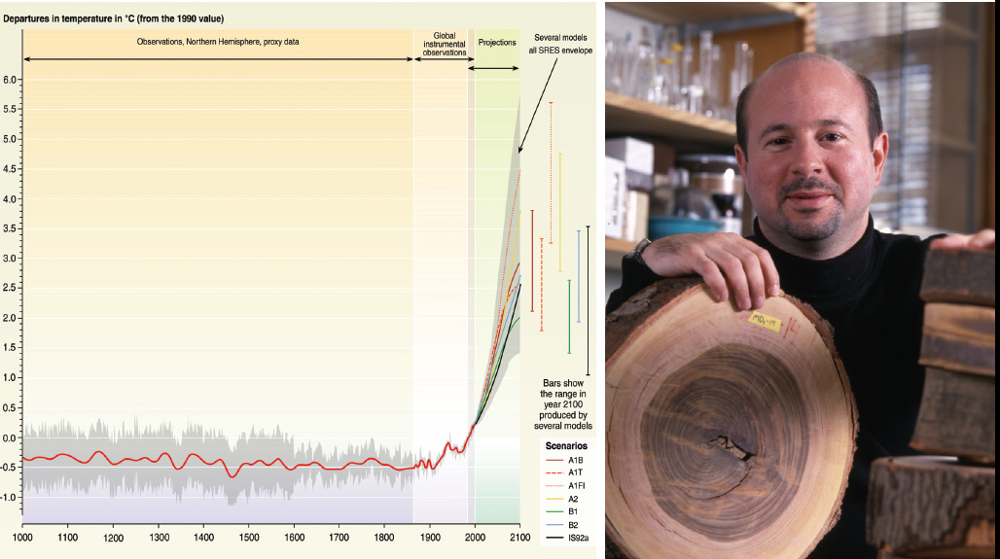 Departures in temperature in °C (from the 1990 value)
Observations, Northern Hemisphere, proxy data
Global
instrumental
observations
Projections
Several models
all SRES envelope
6.0
5.5
5.0
4.5
4.0
3.5
3.0
2.5
2.0
1.5
1.0
0.5
0.0
-0.5
-1.0
1000
1100
1200
1300
1400
1500
1600
1700
1800
1900
2000
2100
Bars show
the range in
year 2100
produced by
several models
Scenarios
A1B
A1T
A1FI
A2
B1
B2
IS92a